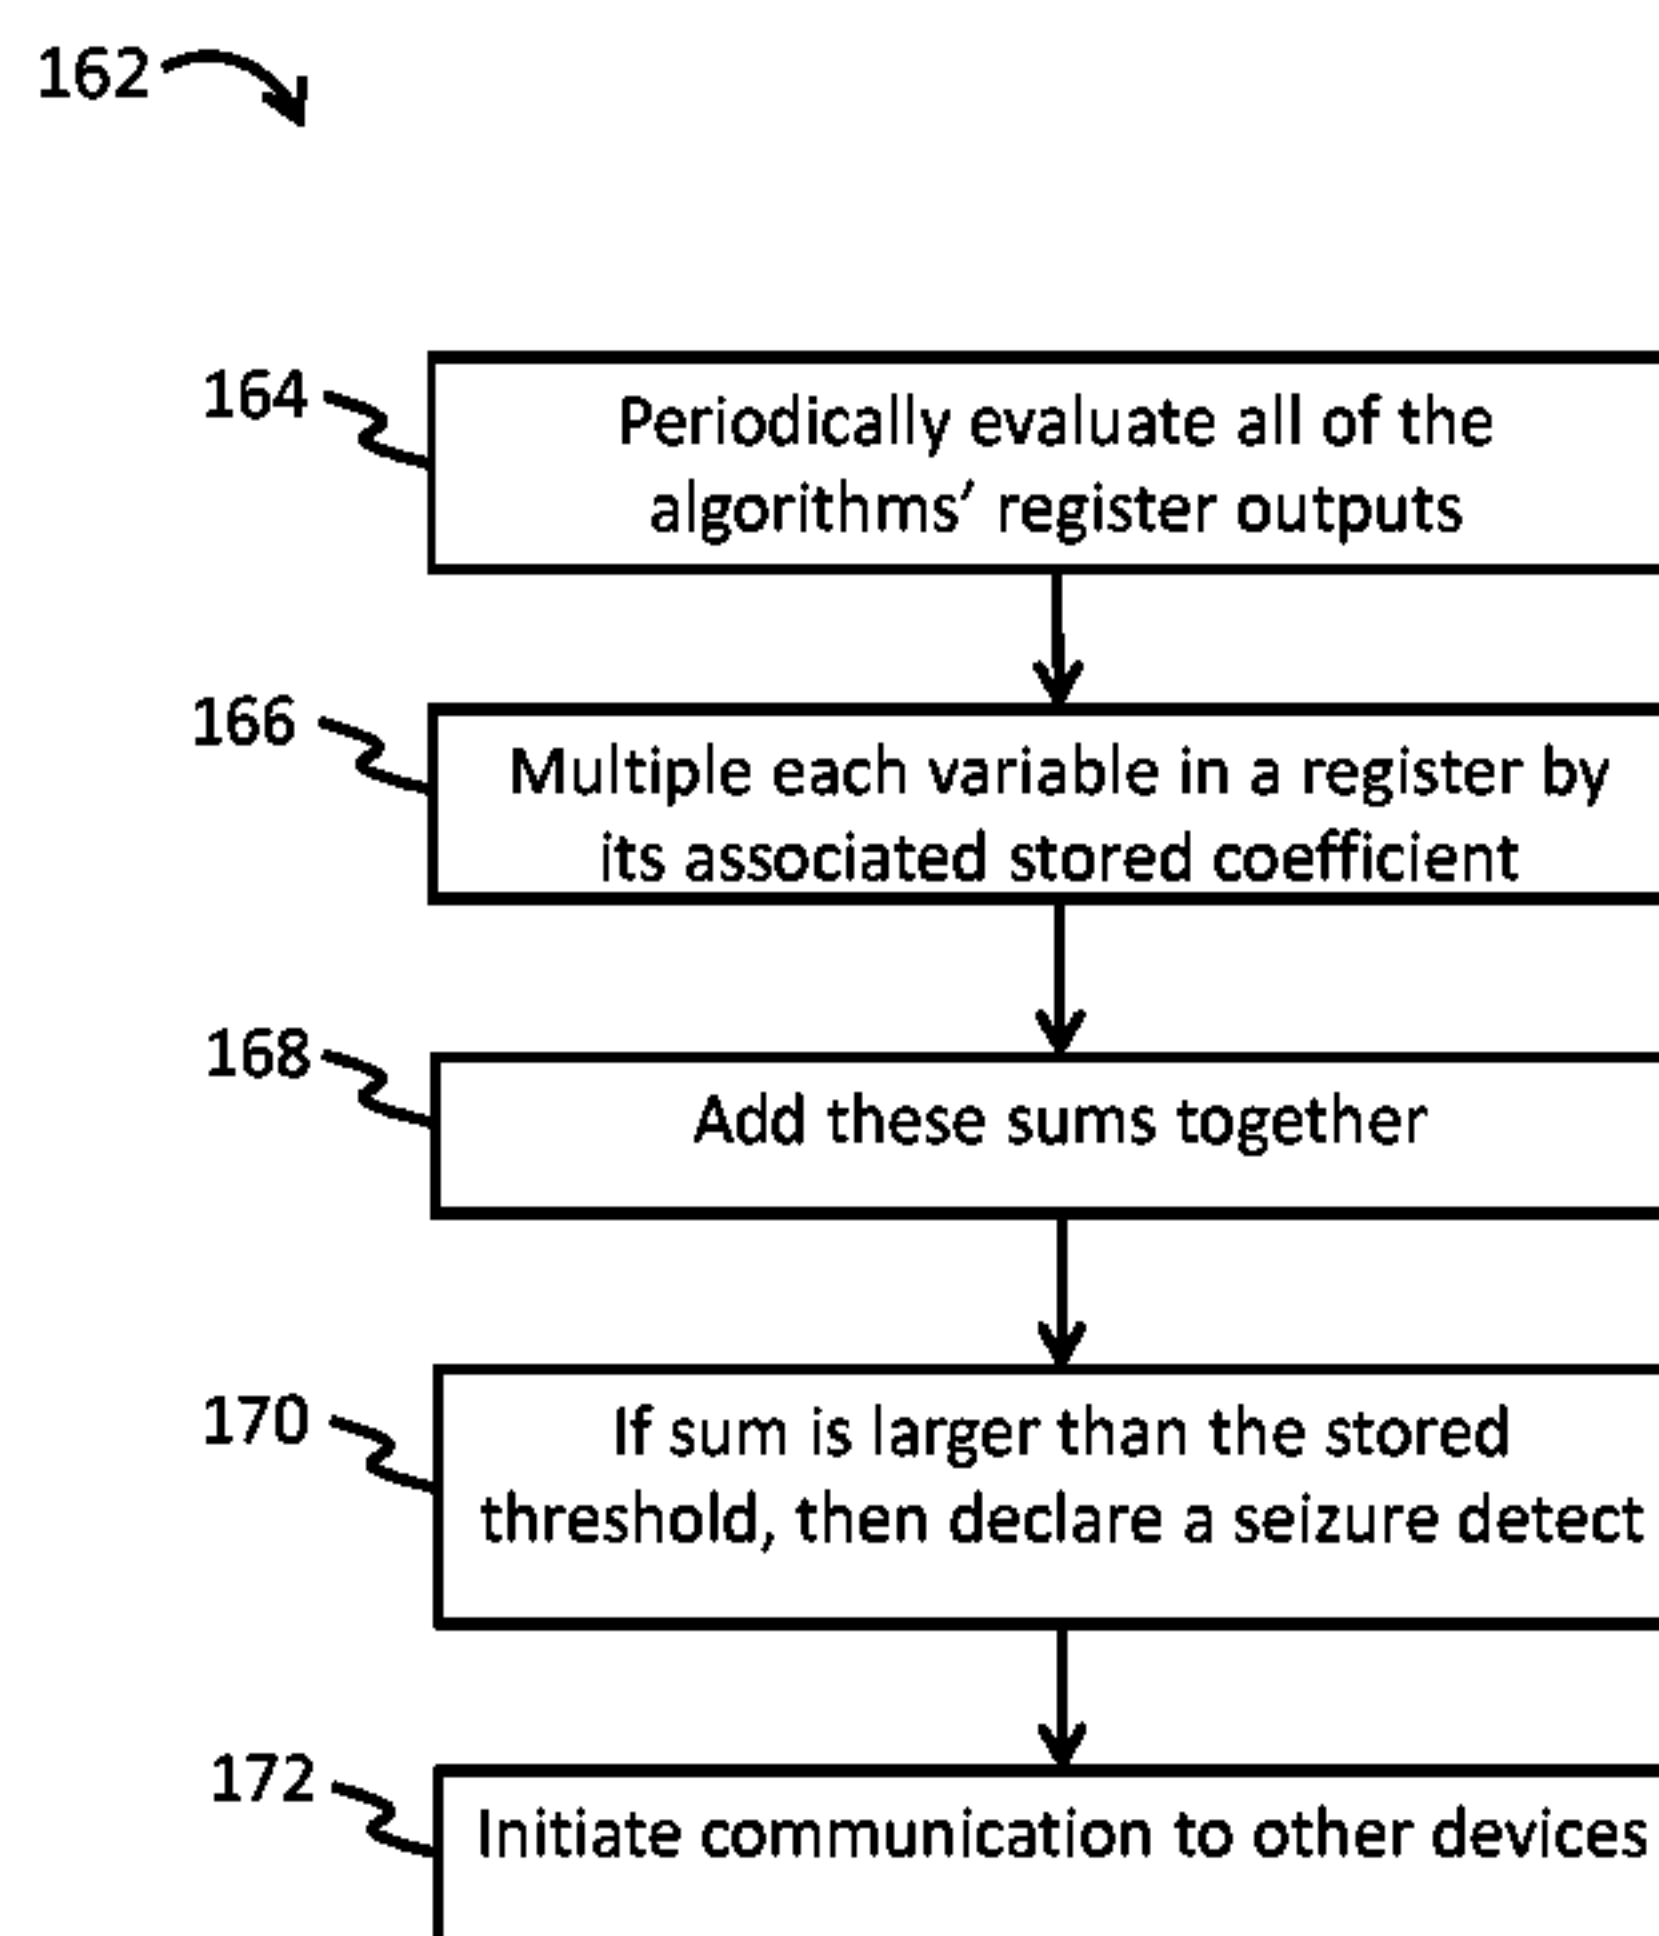 162
164
Periodically evaluate all of the
algorithms’ register outputs
166
Multiple each variable in a register by
its associated stored coefficient
168
Add these sums together
170
If sum is larger than the stored
threshold, then declare a seizure detect
172
Initiate communication to other devices